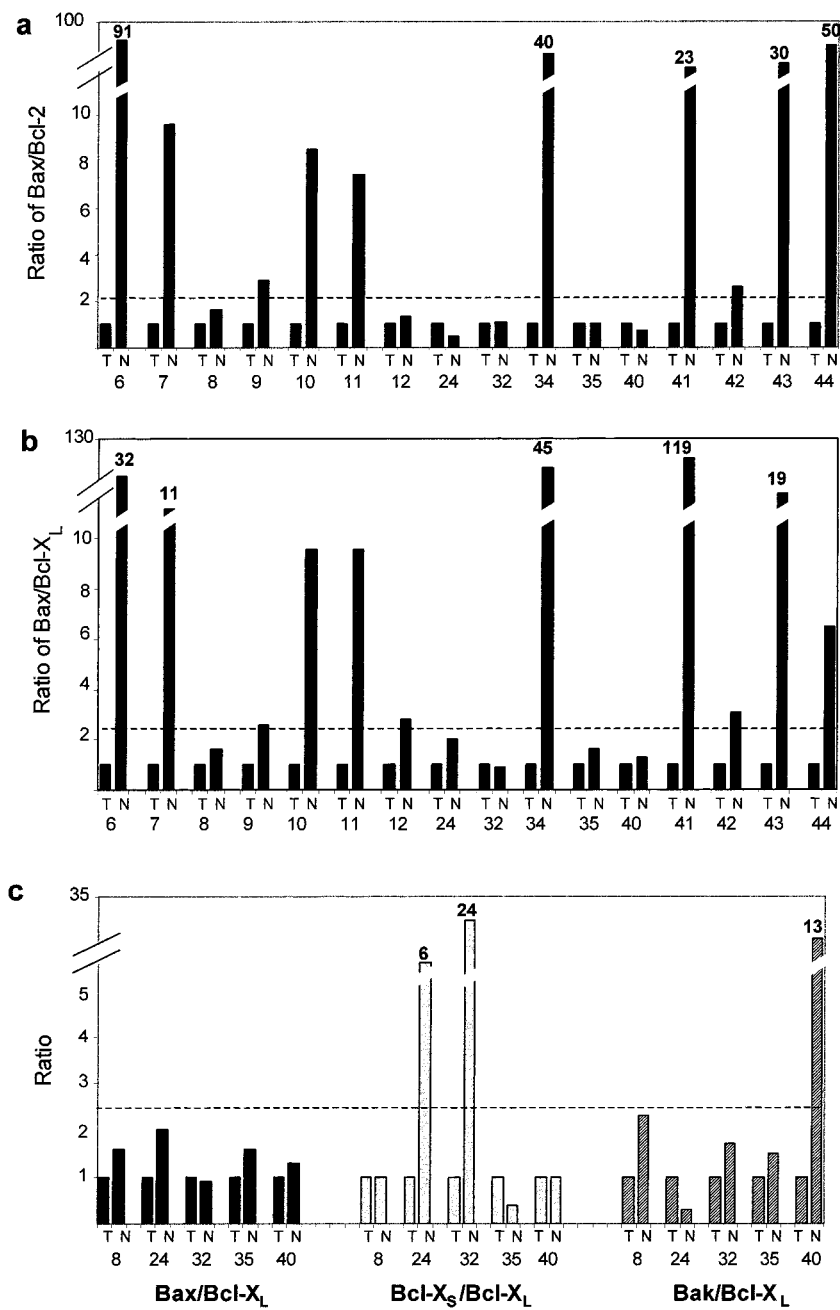 a
100
91
40
23
30
50
10
8
6
4
2
Ratio of Bax/Bcl-2
T N T N T N T N T N T N T N T N T N T N T N T N T N T N T N T N
6 7 8 9 10 11 12 24 32 34 35 40 41 42 43 44
b
130
32
11
45
119
19
10
8
6
4
2
Ratio of Bax/Bcl-XL
T N T N T N T N T N T N T N T N T N T N T N T N T N T N T N T N
6 7 8 9 10 11 12 24 32 34 35 40 41 42 43 44
c
35
6
24
13
5
4
3
2
1
Ratio
T N T N T N T N T N T N T N T N T N T N T N T N T N T N T N
8 24 32 35 40 8 24 32 35 40 8 24 32 35 40
Bax/Bcl-XL Bcl-XS/Bcl-XL Bak/Bcl-XL